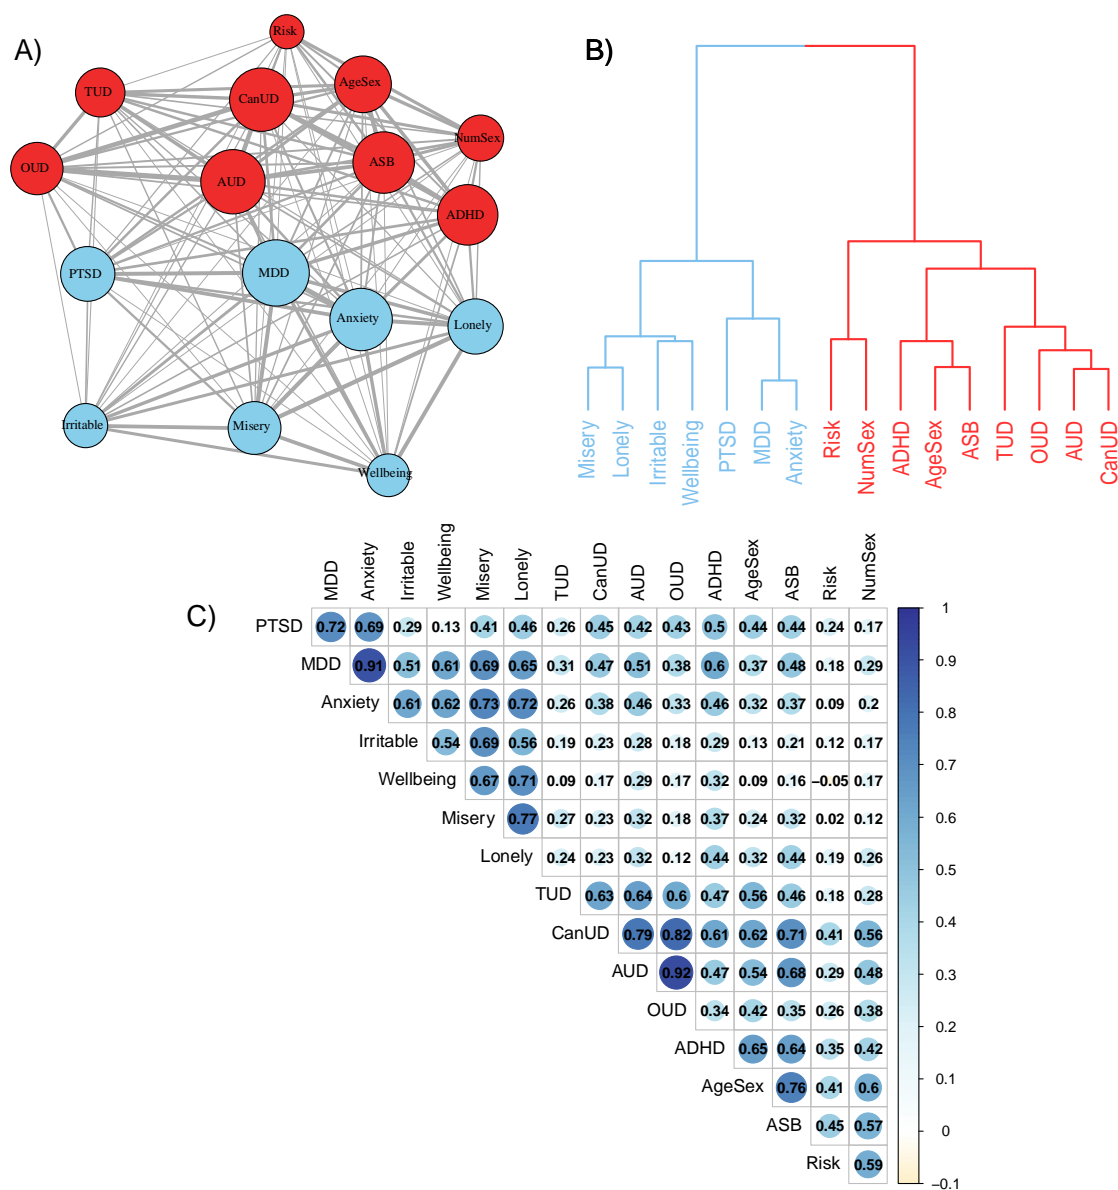 A)
Risk
TUD
CanUD
AgeSex
NumSex
OUD
AUD
ASB
ADHD
PTSD
MDD
Anxiety
Lonely
Irritable
Misery
Wellbeing
B)
Misery
Lonely
Irritable
Wellbeing
PTSD
MDD
Anxiety
Risk
NumSex
ADHD
AgeSex
ASB
TUD
OUD
AUD
CanUD
C)
MDD Anxiety Irritable Wellbeing Misery Lonely TUD CanUD AUD OUD ADHD AgeSex ASB Risk NumSex
PTSD 0.72 0.69 0.29 0.13 0.41 0.46 0.26 0.45 0.42 0.43 0.5 0.44 0.44 0.24 0.17
MDD 0.91 0.51 0.61 0.69 0.65 0.31 0.47 0.51 0.38 0.6 0.37 0.48 0.18 0.29
Anxiety 0.61 0.62 0.73 0.72 0.26 0.38 0.46 0.33 0.46 0.32 0.37 0.09 0.2
Irritable 0.54 0.69 0.56 0.19 0.23 0.28 0.18 0.29 0.13 0.21 0.12 0.17
Wellbeing 0.67 0.71 0.09 0.17 0.29 0.17 0.32 0.09 0.16 −0.05 0.17
Misery 0.77 0.27 0.23 0.32 0.18 0.37 0.24 0.32 0.02 0.12
Lonely 0.24 0.23 0.32 0.12 0.44 0.32 0.44 0.19 0.26
TUD 0.63 0.64 0.6 0.47 0.56 0.46 0.18 0.28
CanUD 0.79 0.82 0.61 0.62 0.71 0.41 0.56
AUD 0.92 0.47 0.54 0.68 0.29 0.48
OUD 0.34 0.42 0.35 0.26 0.38
ADHD 0.65 0.64 0.35 0.42
AgeSex 0.76 0.41 0.6
ASB 0.45 0.57
Risk 0.59
1
0.9
0.8
0.7
0.6
0.5
0.4
0.3
0.2
0.1
0
−0.1